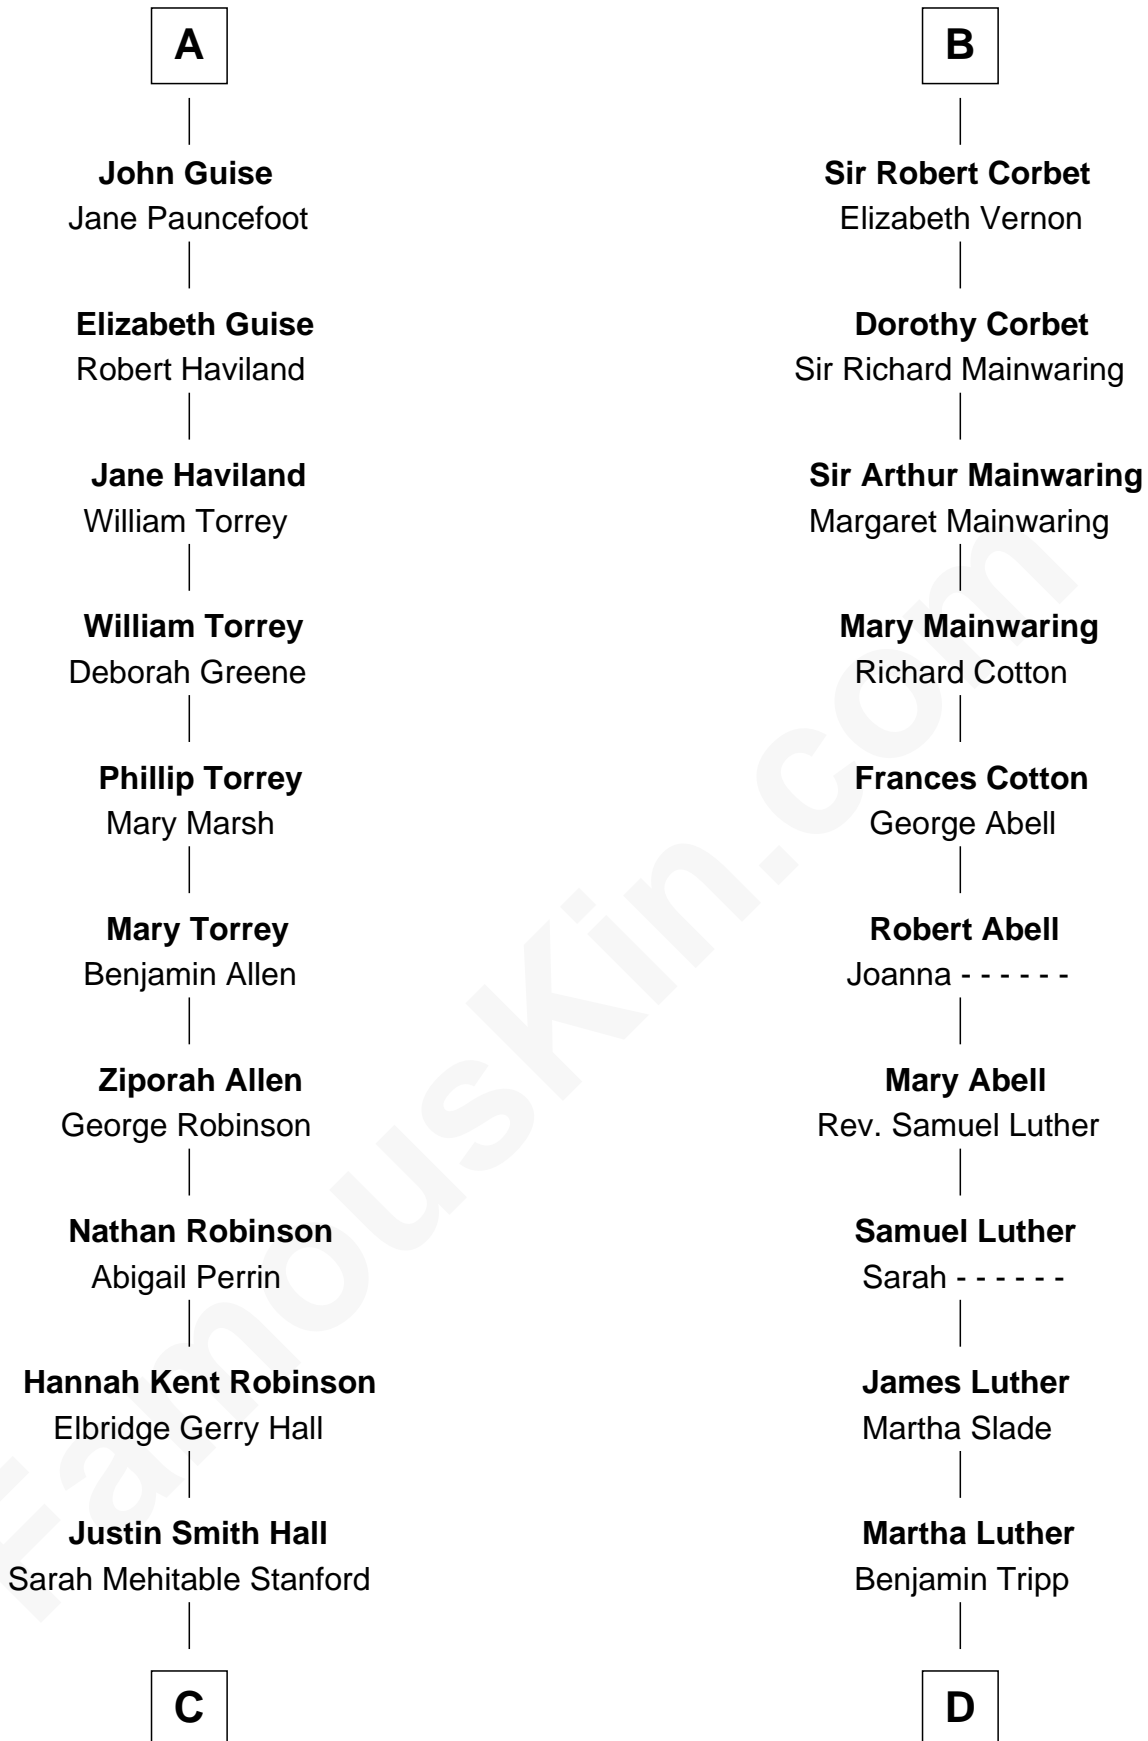 A
John Guise
Jane Pauncefoot
Elizabeth Guise
Robert Haviland
Jane Haviland
William Torrey
William Torrey
Deborah Greene
Phillip Torrey
Mary Marsh
Mary Torrey
Benjamin Allen
Ziporah Allen
George Robinson
Nathan Robinson
Abigail Perrin
Hannah Kent Robinson
Elbridge Gerry Hall
Justin Smith Hall
Sarah Mehitable Stanford
C
B
Sir Robert Corbet
Elizabeth Vernon
Dorothy Corbet
Sir Richard Mainwaring
Sir Arthur Mainwaring
Margaret Mainwaring
Mary Mainwaring
Richard Cotton
Frances Cotton
George Abell
Robert Abell
Joanna - - - - - -
Mary Abell
Rev. Samuel Luther
Samuel Luther
Sarah - - - - - -
James Luther
Martha Slade
Martha Luther
Benjamin Tripp
D
FamousKin.com